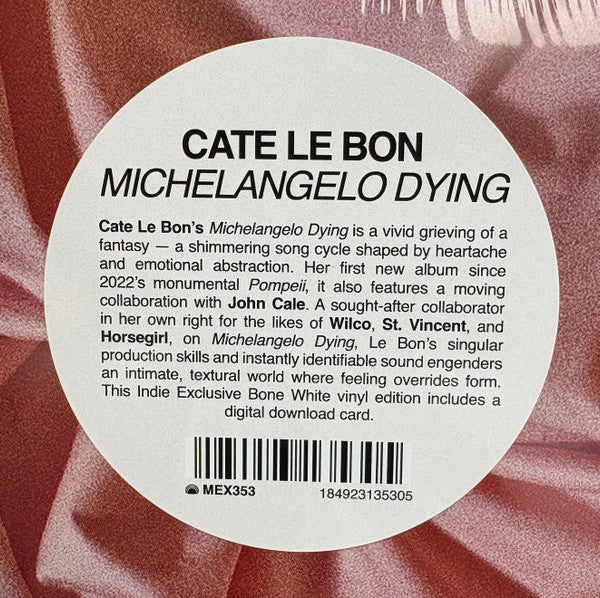 CATE LE BON
MICHELANGELO DYING
Cate Le Bon's Michelangelo Dying is a vivid grieving of a
fantasy — a shimmering song cycle shaped by heartache
and emotional abstraction. Her first new album since
2022's monumental Pompeii, it also features a moving
collaboration with John Cale. A sought-after collaborator
in her own right for the likes of Wilco, St. Vincent, and
Horsegirl, on Michelangelo Dying, Le Bon's singular
production skills and instantly identifiable sound engenders
an intimate, textural world where feeling overrides form.
This Indie Exclusive Bone White vinyl edition includes a
digital download card.
MEX353 184923135305